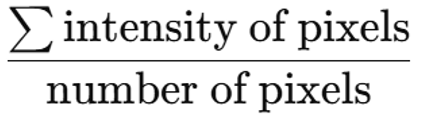 ∑ intensity of pixels
number of pixels